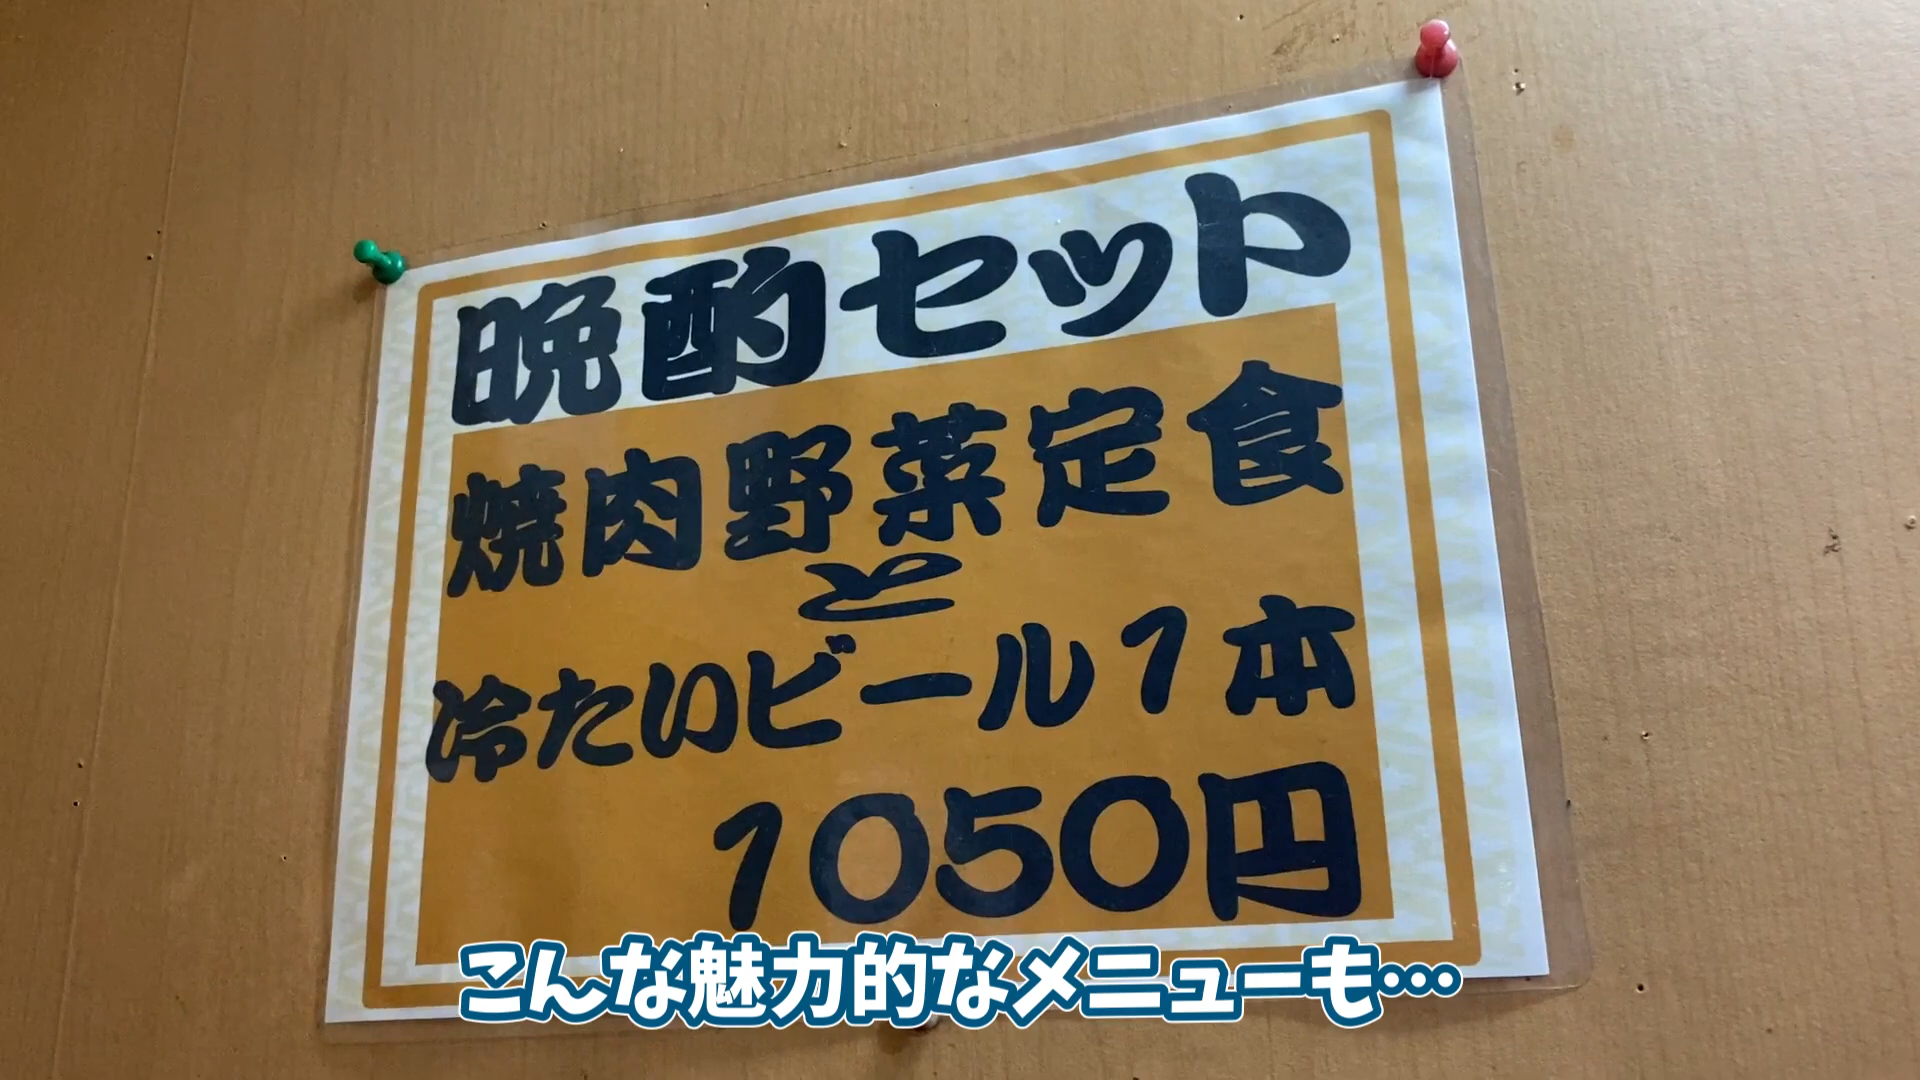 晩酌セット
焼肉野菜定食
と
冷たいビール1本
1050円
こんな魅力的なメニューも…